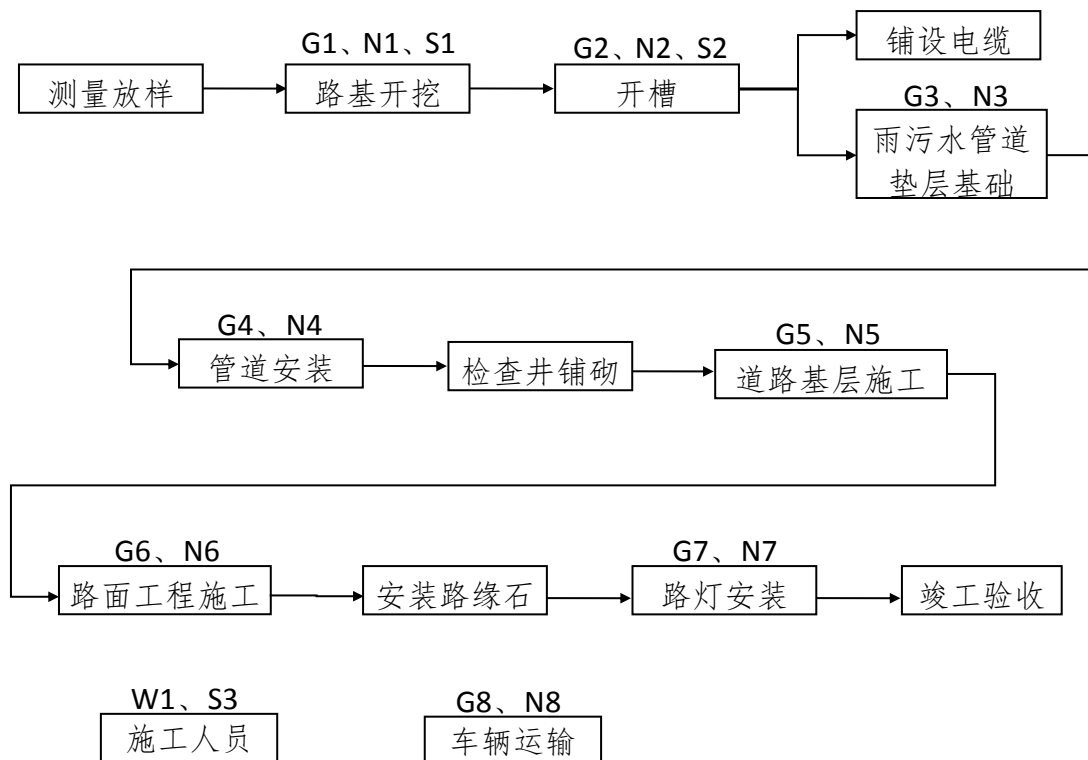 G1、N1、S1
G2、N2、S2
铺设电缆
测量放样
路基开挖
开槽
G3、N3
雨污水管道
垫层基础
G4、N4
G5、N5
管道安装
检查井铺砌
道路基层施工
G6、N6
G7、N7
路面工程施工
安装路缘石
路灯安装
竣工验收
W1、S3
G8、N8
施工人员
车辆运输